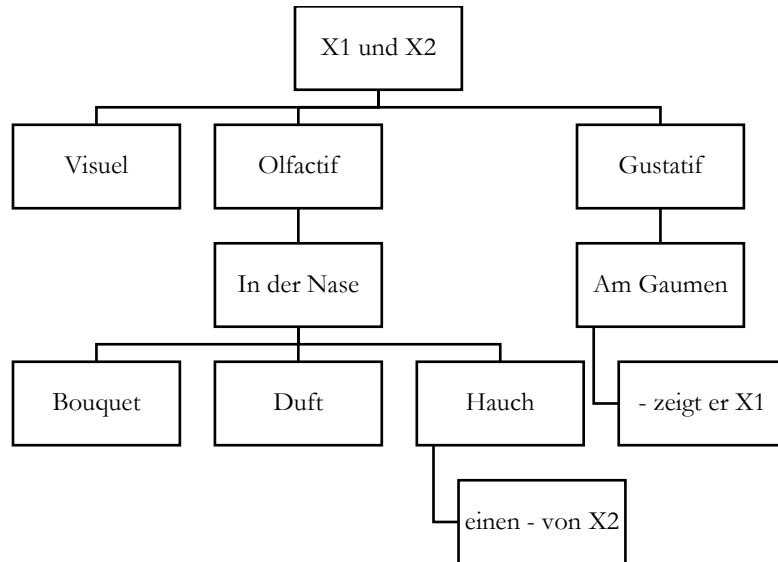 X1 und X2
Visuel
Olfactif
Gustatif
In der Nase
Am Gaumen
Bouquet
Duft
Hauch
- zeigt er X1
einen - von X2